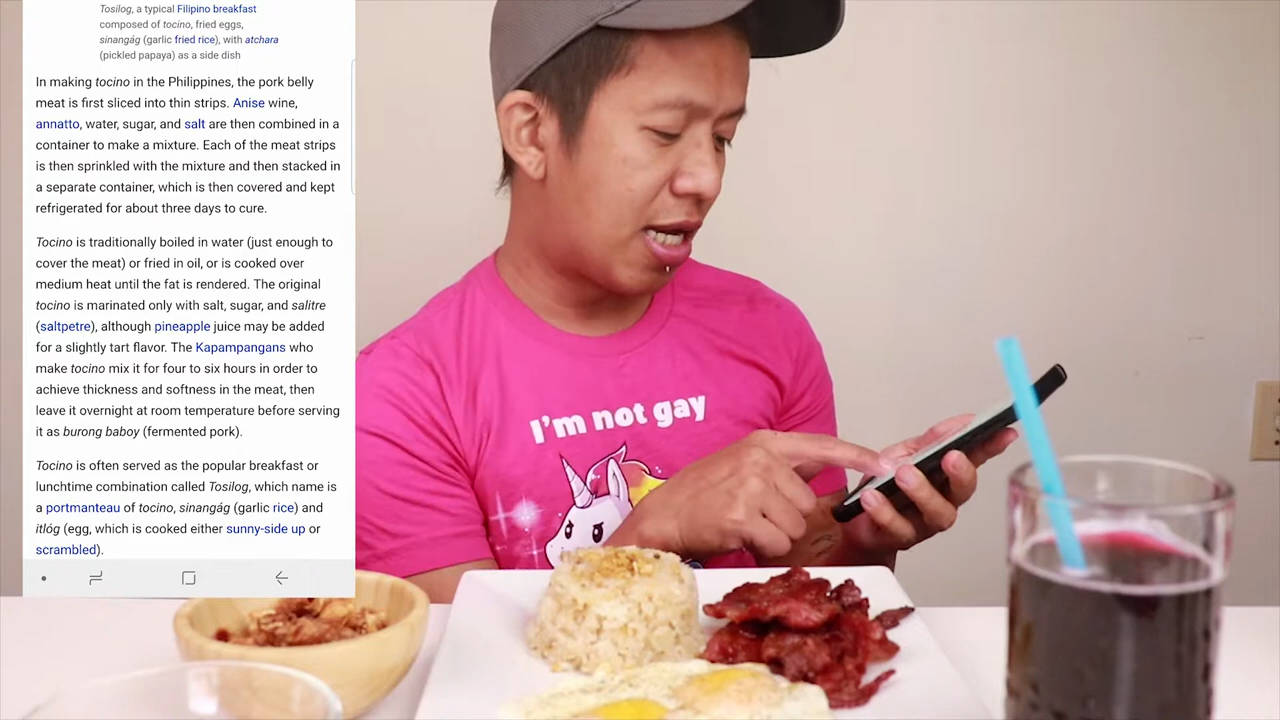 Tosilog, a typical Filipino breakfast
composed of tocino, fried eggs,
sinangág (garlic fried rice), with atchara
(pickled papaya) as a side dish
In making tocino in the Philippines, the pork belly
meat is first sliced into thin strips. Anise wine,
annatto, water, sugar, and salt are then combined in a
container to make a mixture. Each of the meat strips
is then sprinkled with the mixture and then stacked in
a separate container, which is then covered and kept
refrigerated for about three days to cure.
Tocino is traditionally boiled in water (just enough to
cover the meat) or fried in oil, or is cooked over
medium heat until the fat is rendered. The original
tocino is marinated only with salt, sugar, and salitre
(saltpetre), although pineapple juice may be added
for a slightly tart flavor. The Kapampangans who
make tocino mix it for four to six hours in order to
achieve thickness and softness in the meat, then
leave it overnight at room temperature before serving
it as burong baboy (fermented pork).
Tocino is often served as the popular breakfast or
lunchtime combination called Tosilog, which name is
a portmanteau of tocino, sinangág (garlic rice) and
itlóg (egg, which is cooked either sunny-side up or
scrambled).
I'm not gay